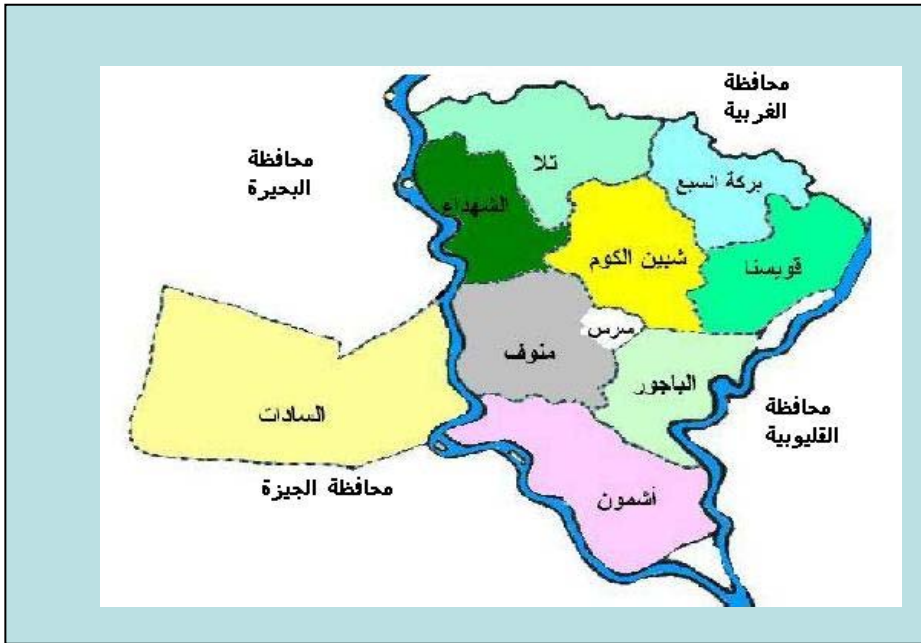 محافظة
الغربية
محافظة
البحيرة
تلا
بركة السبع
الشهداء
شبين الكوم
قويسنا
سرس
منوف
الباجور
محافظة
القليوبية
السادات
محافظة الجيزة
أشمون